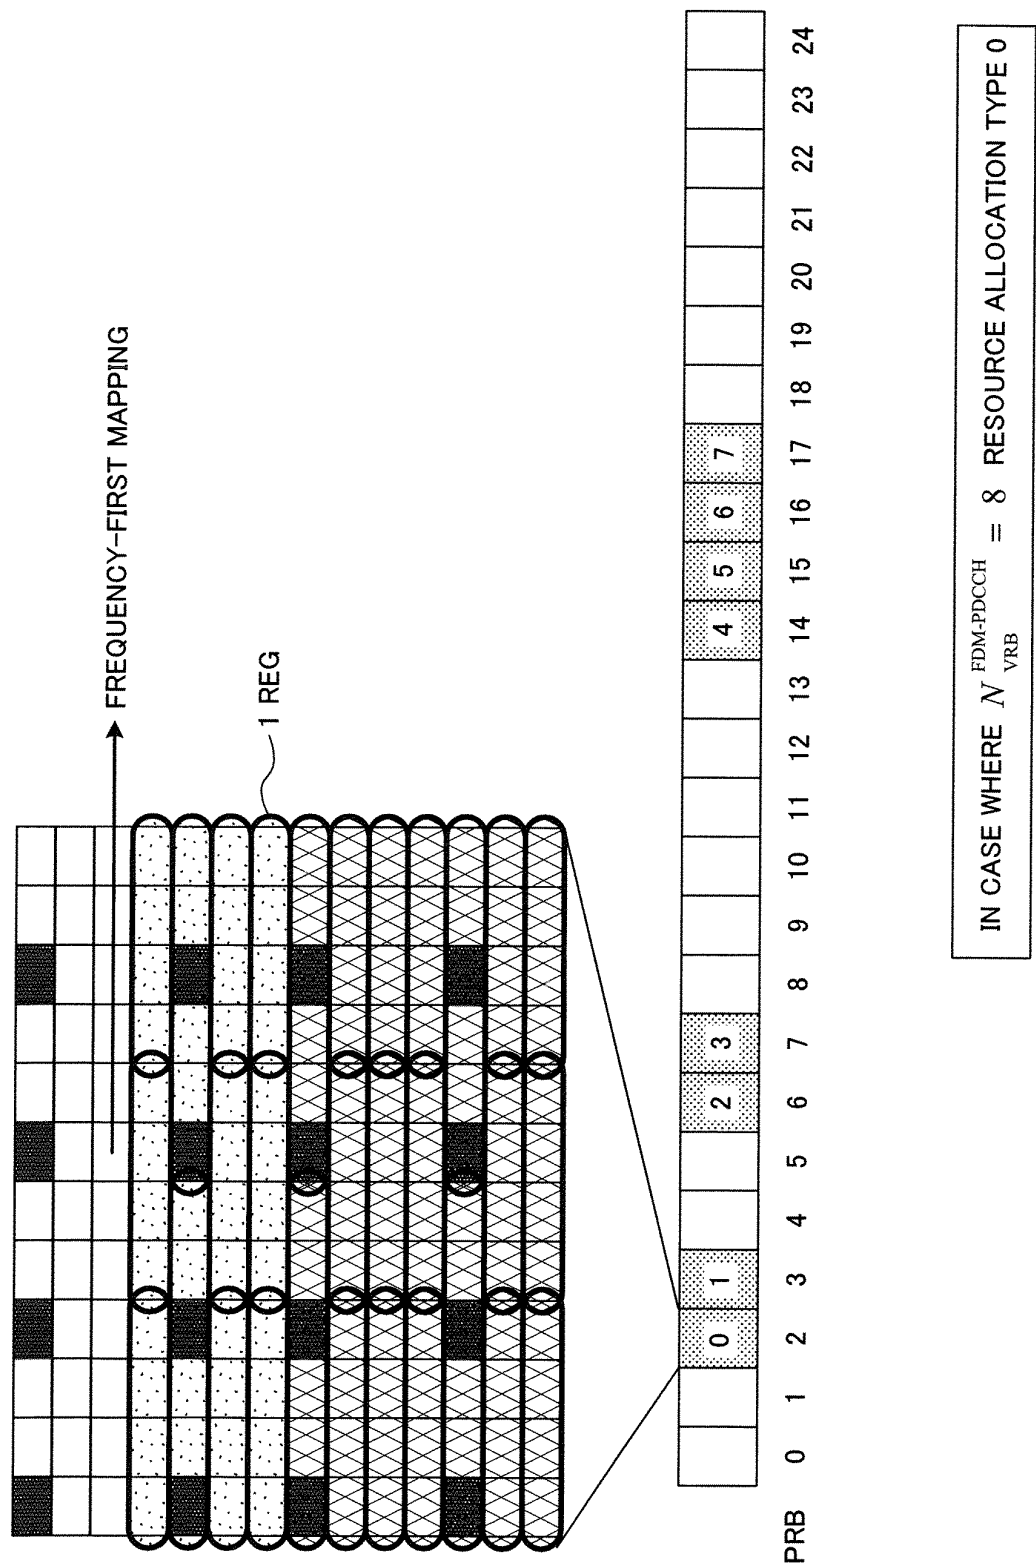 FREQUENCY-FIRST MAPPING
1 REG
0 1 2 3 4 5 6 7
PRB 0 1 2 3 4 5 6 7 8 9 10 11 12 13 14 15 16 17 18 19 20 21 22 23 24
IN CASE WHERE N FDM-PDCCH VRB = 8 RESOURCE ALLOCATION TYPE 0